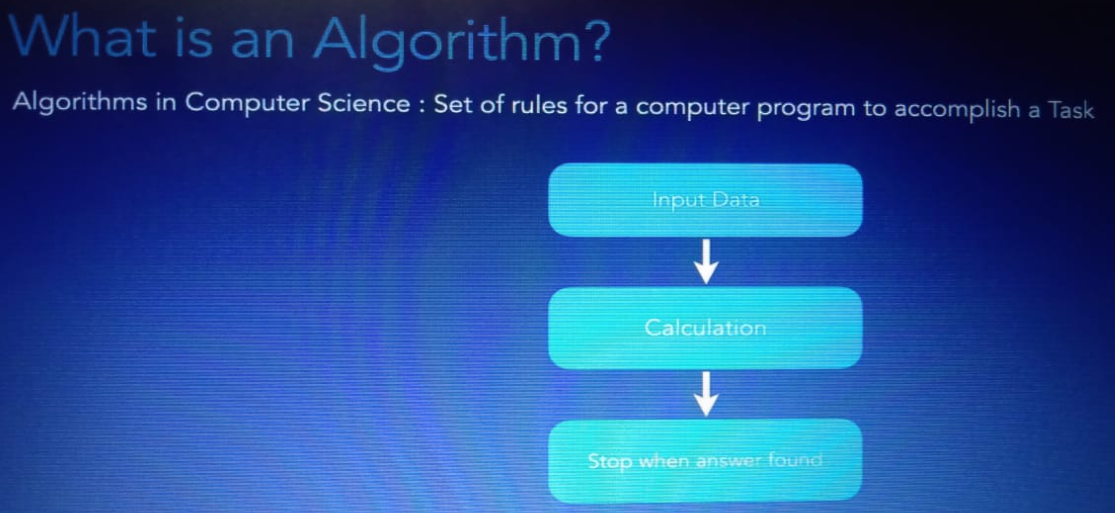 What is an Algorithm?
Algorithms in Computer Science : Set of rules for a computer program to accomplish a Task
Input Data
Calculation
Stop when answer found